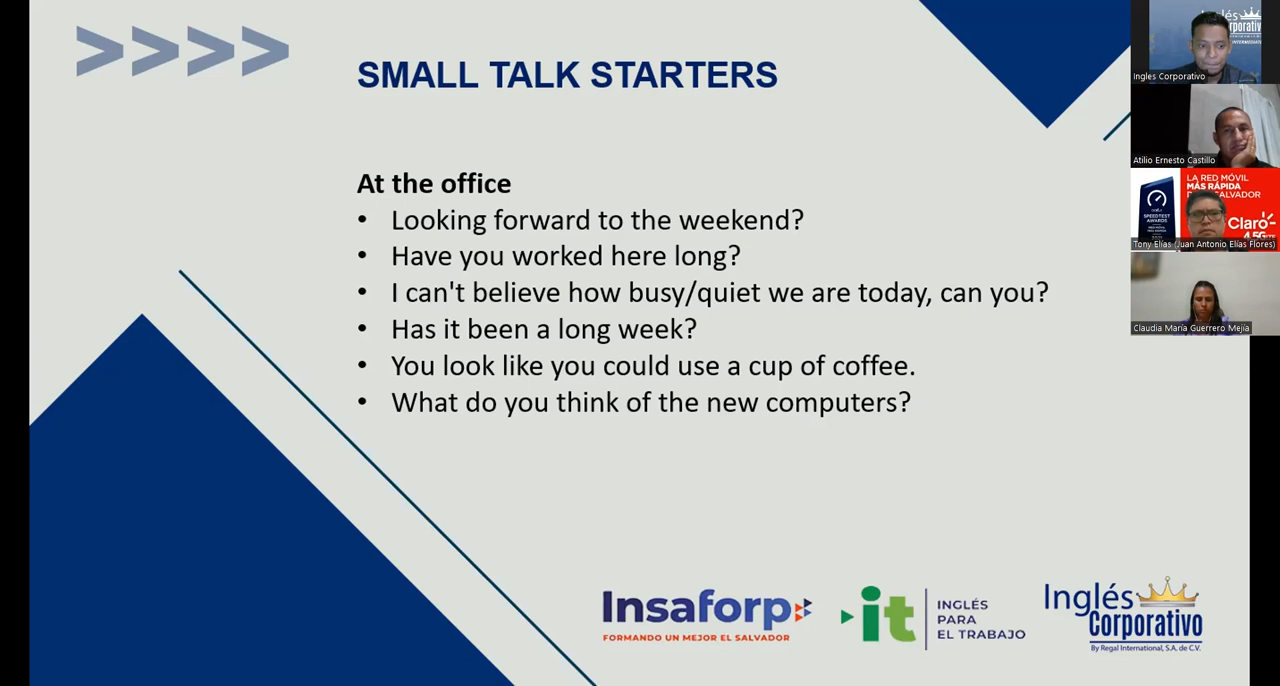 >>>>
SMALL TALK STARTERS
At the office
• Looking forward to the weekend?
• Have you worked here long?
• I can't believe how busy/quiet we are today, can you?
• Has it been a long week?
• You look like you could use a cup of coffee.
• What do you think of the new computers?
Insaforp
FORMANDO UN MEJOR EL SALVADOR
it
INGLÉS
PARA
EL TRABAJO
Inglés
Corporativo
By Regal International, S.A. de C.V.
Ingles Corporativo
Atilio Ernesto Castillo
LA RED MÓVIL
MÁS RÁPIDA
SALVADOR
SPEEDTEST
AWARDS
Claro
4.5G
Tony Elías (Juan Antonio Elías Flores)
Claudia María Guerrero Mejía